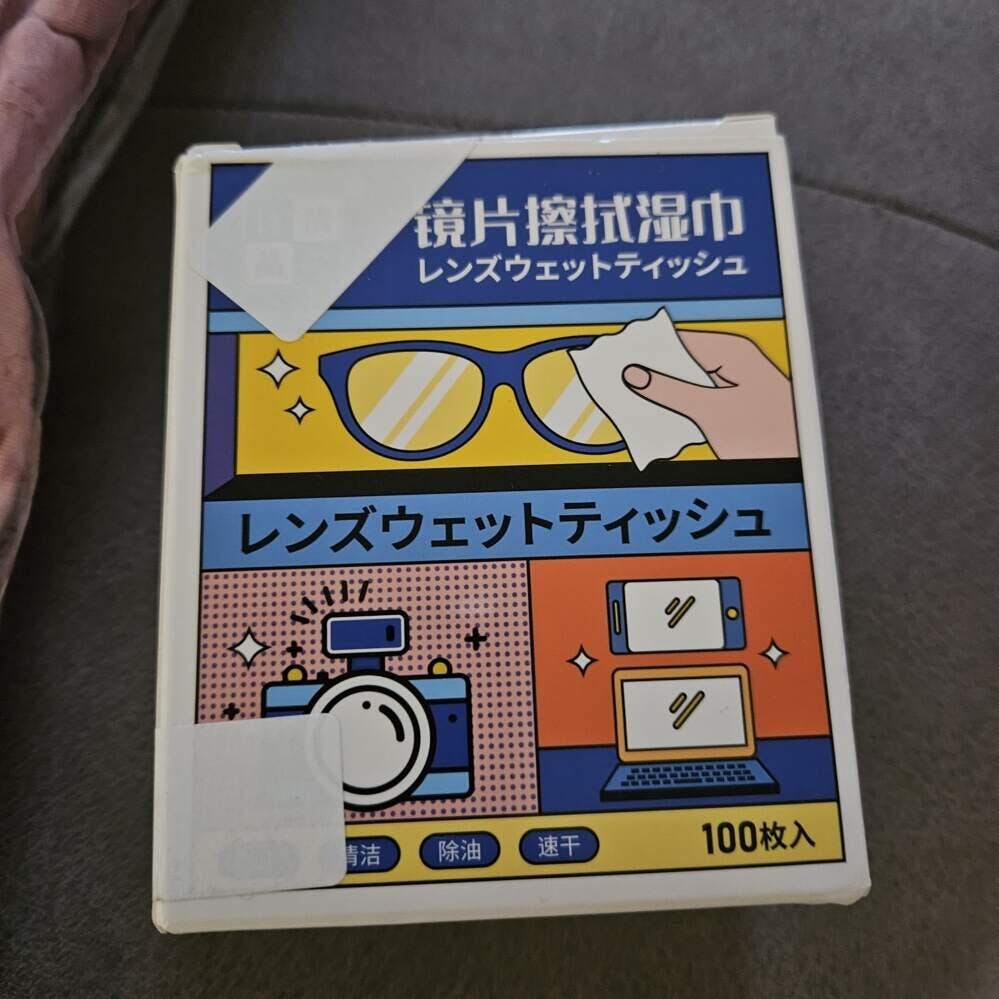 镜片擦拭湿巾
レンズウェットティッシュ
レンズウェットティッシュ
清洁 除油 速干 100枚入